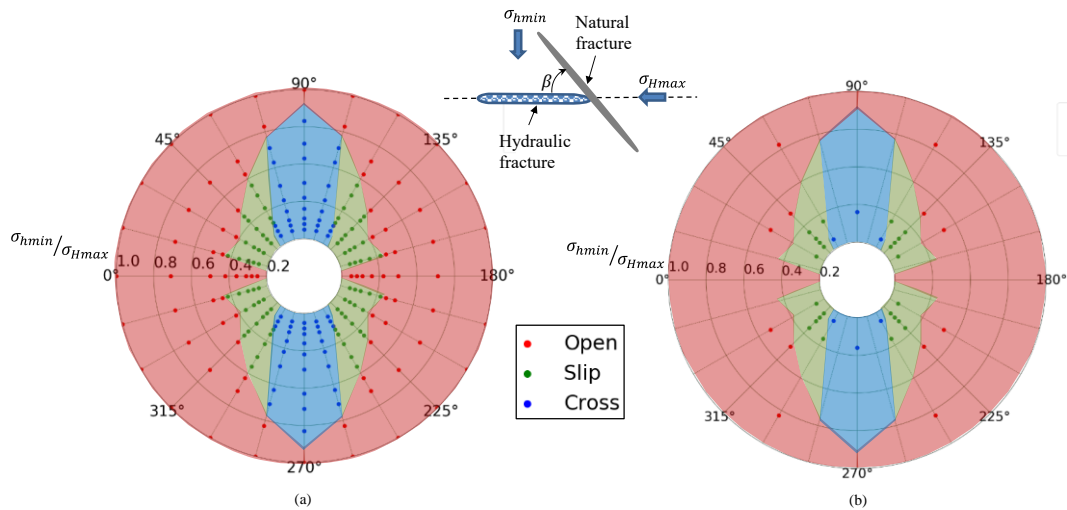 σhmin
Natural
fracture
β
σHmax
Hydraulic
fracture
90°
45°
135°
σhmin/σHmax
1.0 0.8 0.6 0.4 0.2
0°
180°
315°
225°
270°
(a)
Open
Slip
Cross
90°
45°
135°
σhmin/σHmax
1.0 0.8 0.6 0.4 0.2
0°
180°
315°
225°
270°
(b)